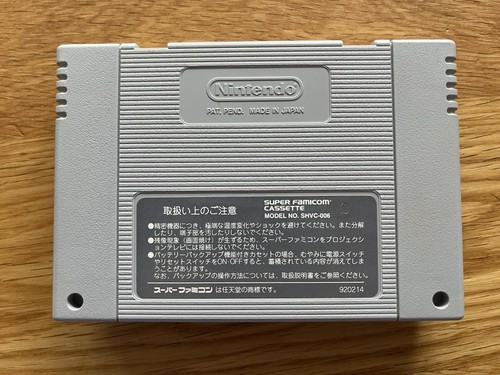 Nintendo
PAT. PEND. MADE IN JAPAN
取扱い上のご注意
SUPER FAMICOM
CASSETTE
MODEL NO. SHVC-006
●精密機器につき、極端な温度変化やショックを避けてください。また分解
したり、端子部を汚したりしないでください。
●残像現象（画面焼け）が生ずるため、スーパーファミコンをプロジェクシ
ョンテレビには接続しないでください。
●バッテリーバックアップ機能付きカセットの場合、むやみに電源スイッチ
やリセットスイッチをON・OFFすると、蓄積されている内容が消えてしま
うことがあります。
なお、バックアップの操作方法については、取扱説明書をご参照ください。
スーパーファミコン は任天堂の商標です。
920214